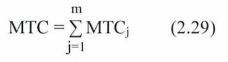 m
MTC = ∑ MTCj (2.29)
j=1